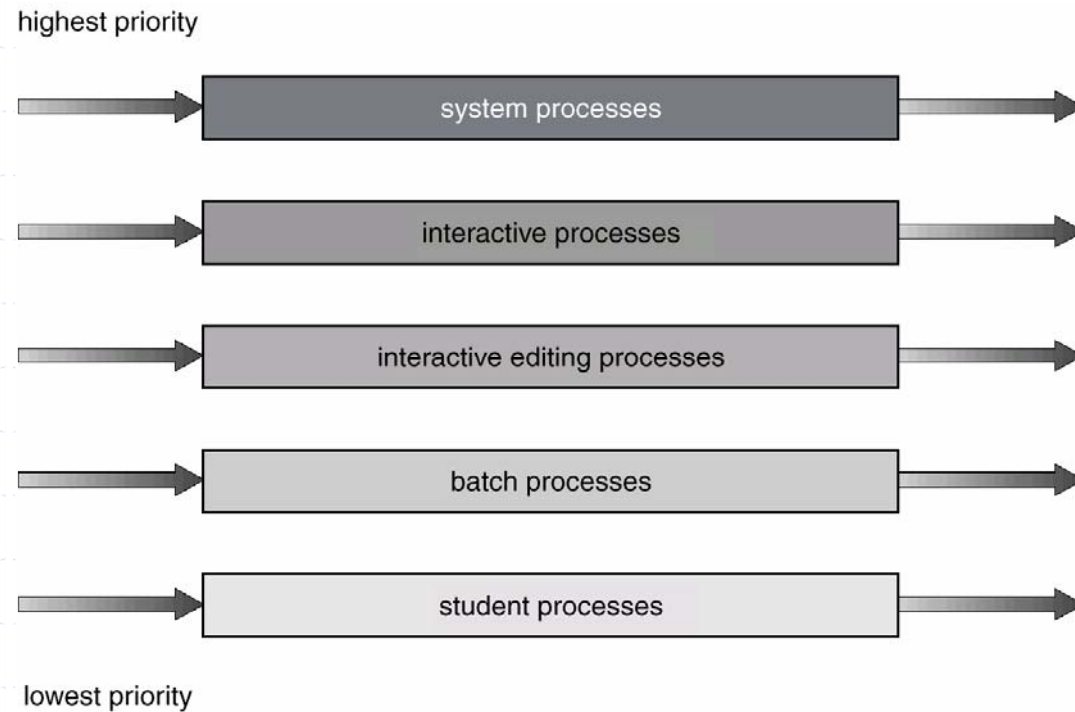 highest priority
system processes
interactive processes
interactive editing processes
batch processes
student processes
lowest priority